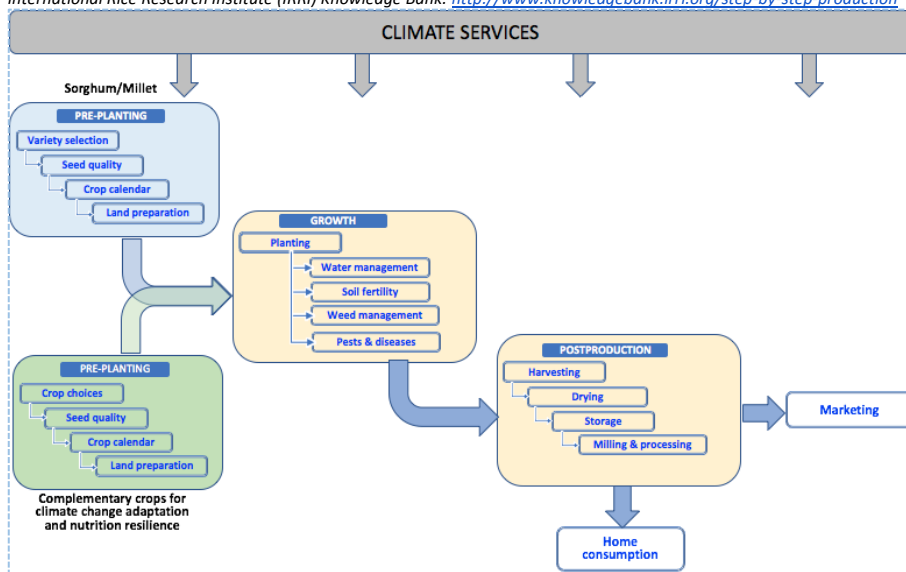 International Rice Research Institute (IRRI) Knowledge Bank: http://www.knowledgebank.irri.org/step-by-step-production
CLIMATE SERVICES
Sorghum/Millet
PRE-PLANTING
Variety selection
Seed quality
Crop calendar
Land preparation
GROWTH
Planting
Water management
Soil fertility
Weed management
Pests & diseases
PRE-PLANTING
Crop choices
Seed quality
Crop calendar
Land preparation
Complementary crops for
climate change adaptation
and nutrition resilience
POSTPRODUCTION
Harvesting
Drying
Storage
Milling & processing
Marketing
Home
consumption